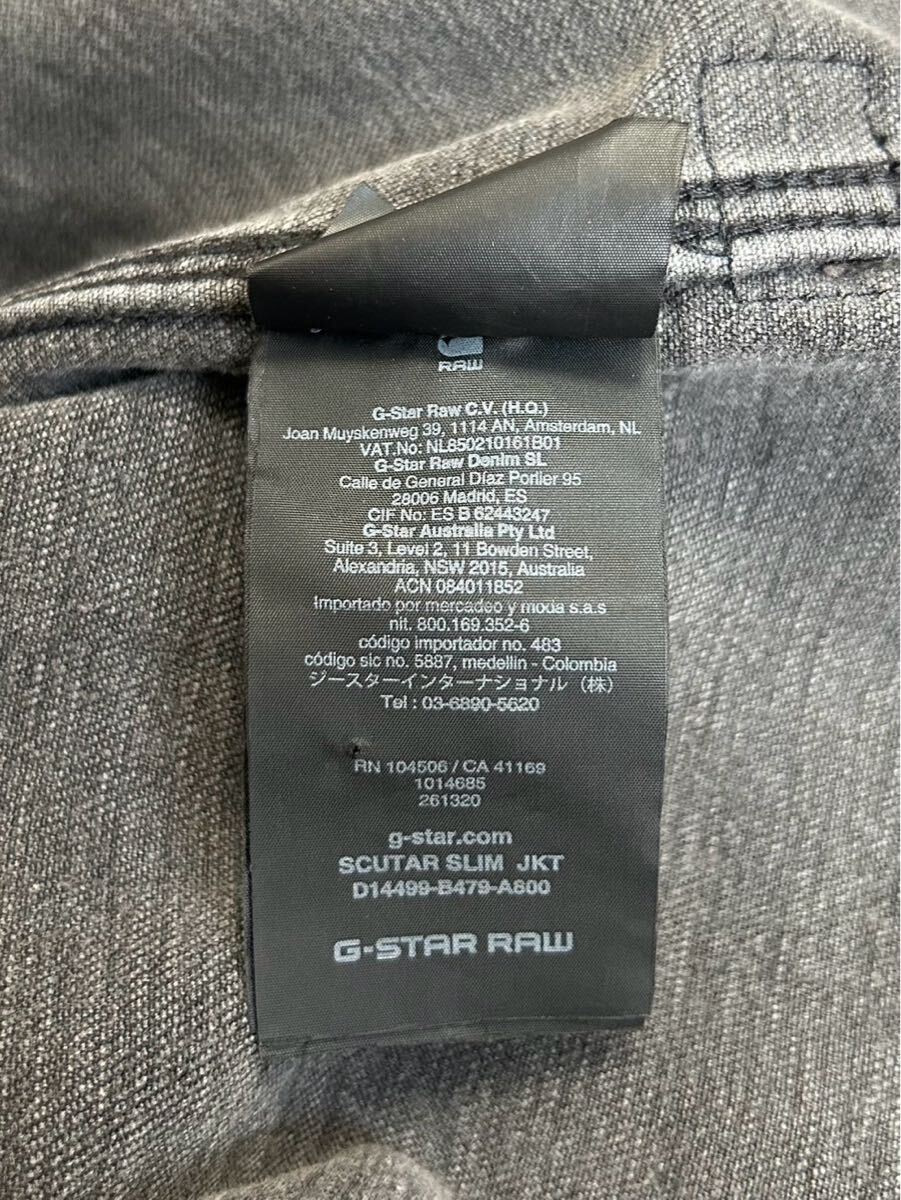 RAW
G-Star Raw C.V. (H.Q.)
Joan Muyskenweg 39, 1114 AN, Amsterdam, NL
VAT.No: NL850210161B01
G-Star Raw Denim SL
Calle de General Díaz Porlier 95
28006 Madrid, ES
CIF No: ES B 62443247
G-Star Australia Pty Ltd
Suite 3, Level 2, 11 Bowden Street,
Alexandria, NSW 2015, Australia
ACN 084011852
Importado por mercadeo y moda s.a.s
nit. 800.169.352-6
código importador no. 483
código sic no. 5887, medellin - Colombia
ジースターインターナショナル（株）
Tel : 03-6890-5620
RN 104506 / CA 41169
1014685
261320
g-star.com
SCUTAR SLIM JKT
D14499-B479-A800
G-STAR RAW